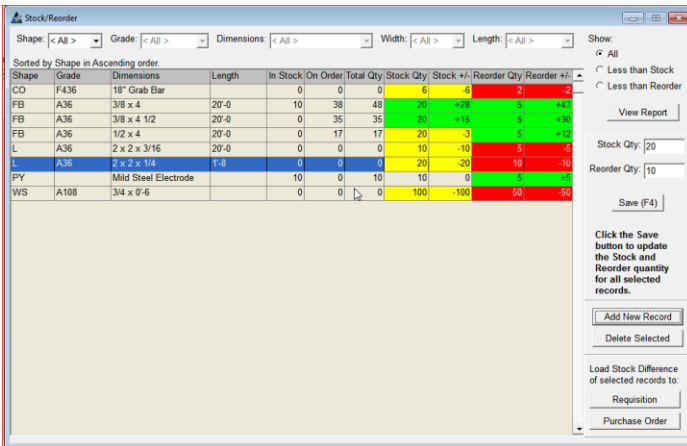 Stock/Reorder
Shape: < All > Grade: < All > Dimensions: < All > Width: < All > Length: < All >
Sorted by Shape in Ascending order.
Shape Grade Dimensions Length In Stock On Order Total Qty Stock Qty Stock +/- Reorder Qty Reorder +/-
CO F436 18" Grab Bar 0 0 0 6 -6 2 -2
FB A36 3/8 x 4 20'-0 10 38 48 20 +28 5 +43
FB A36 3/8 x 4 1/2 20'-0 0 35 35 20 +15 5 +30
FB A36 1/2 x 4 0 17 17 20 -3 5 +12
L A36 2 x 2 x 3/16 20'-0 0 0 0 10 -10 5 -5
L A36 2 x 2 x 1/4 1'-8 0 0 0 20 -20 10 -10
PY Mild Steel Electrode 10 0 10 10 0 5 +5
WS A108 3/4 x 0'-6 0 0 0 100 -100 50 -50
Show:
All
Less than Stock
Less than Reorder
View Report
Stock Qty: 20
Reorder Qty: 10
Save (F4)
Click the Save
button to update
the Stock and
Reorder quantity
for all selected
records.
Add New Record
Delete Selected
Load Stock Difference
of selected records to:
Requisition
Purchase Order